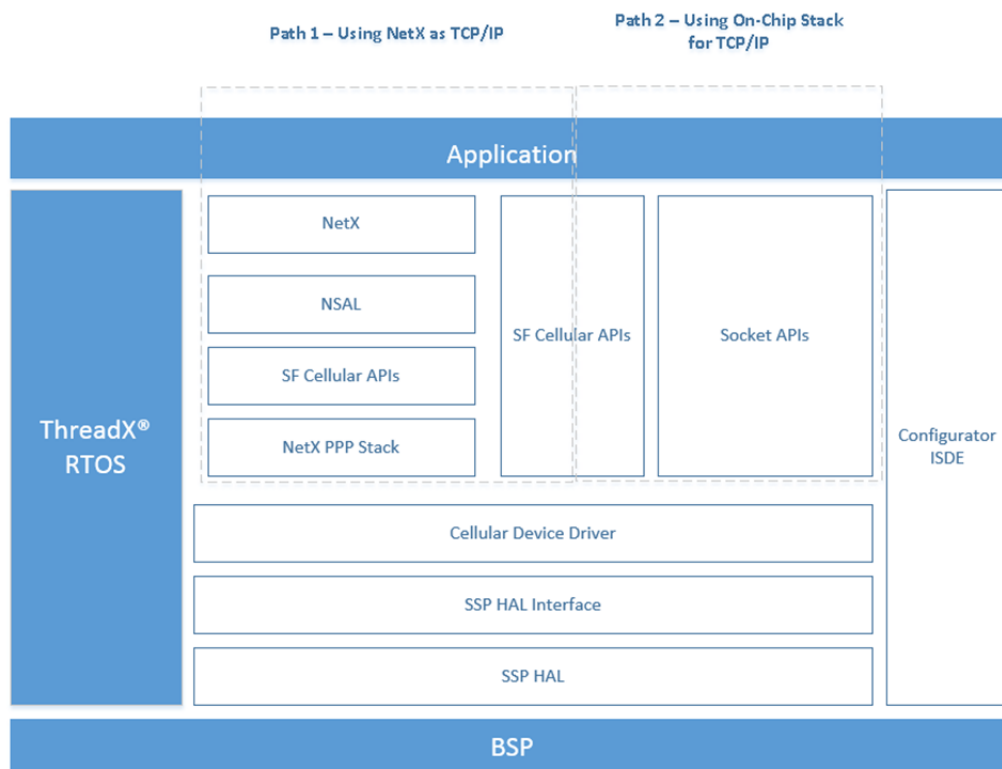 Path 1 – Using NetX as TCP/IP
Path 2 – Using On-Chip Stack
for TCP/IP
Application
ThreadX®
RTOS
NetX
NSAL
SF Cellular APIs
NetX PPP Stack
SF Cellular APIs
Socket APIs
Configurator
ISDE
Cellular Device Driver
SSP HAL Interface
SSP HAL
BSP